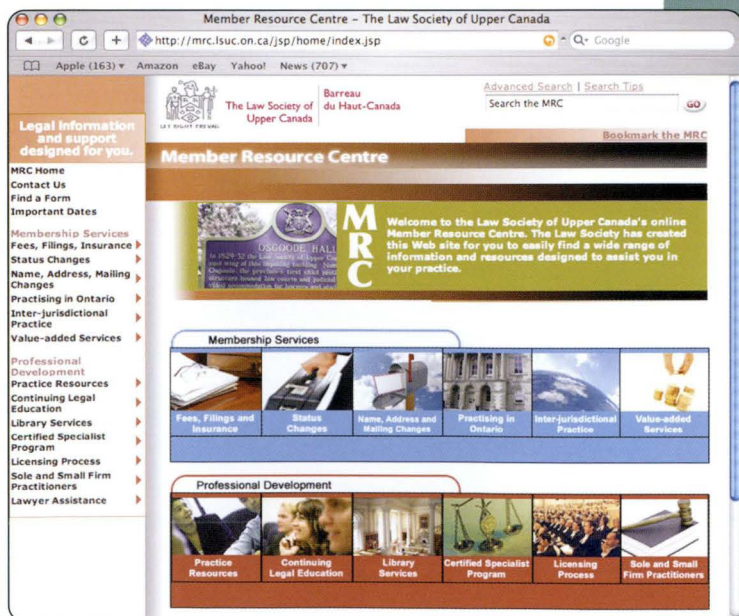 Member Resource Centre – The Law Society of Upper Canada
http://mrc.lsuc.on.ca/jsp/home/index.jsp
Google
Apple (163) Amazon eBay Yahoo! News (707)
LET RIGHT PREVAIL
The Law Society of
Upper Canada
Barreau
du Haut-Canada
Advanced Search | Search Tips
Search the MRC
GO
Bookmark the MRC
Legal information
and support
designed for you.
MRC Home
Contact Us
Find a Form
Important Dates
Membership Services
Fees, Filings, Insurance
Status Changes
Name, Address, Mailing
Changes
Practising in Ontario
Inter-jurisdictional
Practice
Value-added Services
Professional
Development
Practice Resources
Continuing Legal
Education
Library Services
Certified Specialist
Program
Licensing Process
Sole and Small Firm
Practitioners
Lawyer Assistance
Member Resource Centre
OSGOODE HALL
MRC
Welcome to the Law Society of Upper Canada's online
Member Resource Centre. The Law Society has created
this Web site for you to easily find a wide range of
information and resources designed to assist you in
your practice.
Membership Services
Fees, Filings and
Insurance
Status
Changes
Name, Address and
Mailing Changes
Practising in
Ontario
Inter-jurisdictional
Practice
Value-added
Services
Professional Development
Practice
Resources
Continuing
Legal Education
Library
Services
Certified Specialist
Program
Licensing
Process
Sole and Small
Firm Practitioners